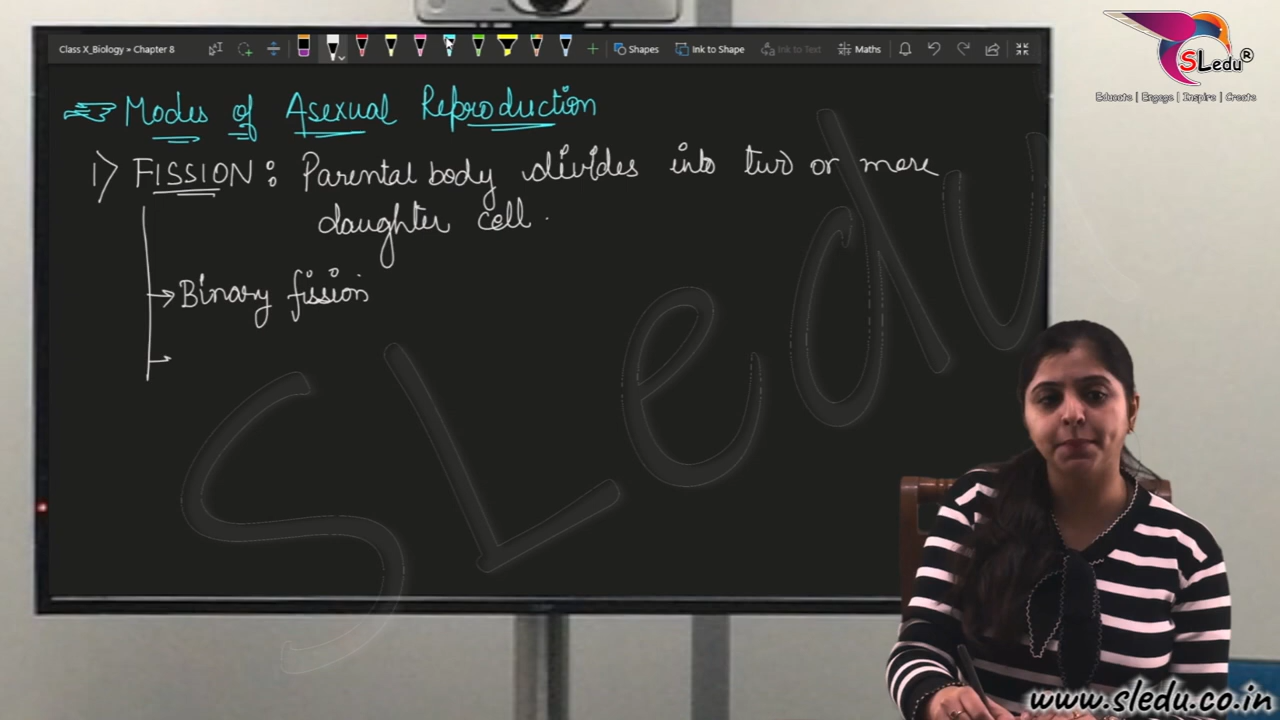 Class X_Biology » Chapter 8
Shapes
Ink to Shape
Ink to Text
Maths
SLedu®
Educate | Engage | Inspire | Create
Modes of Asexual Reproduction
1) FISSION : Parental body divides into two or more
daughter cell.
Binary fission
SLedu
www.sledu.co.in